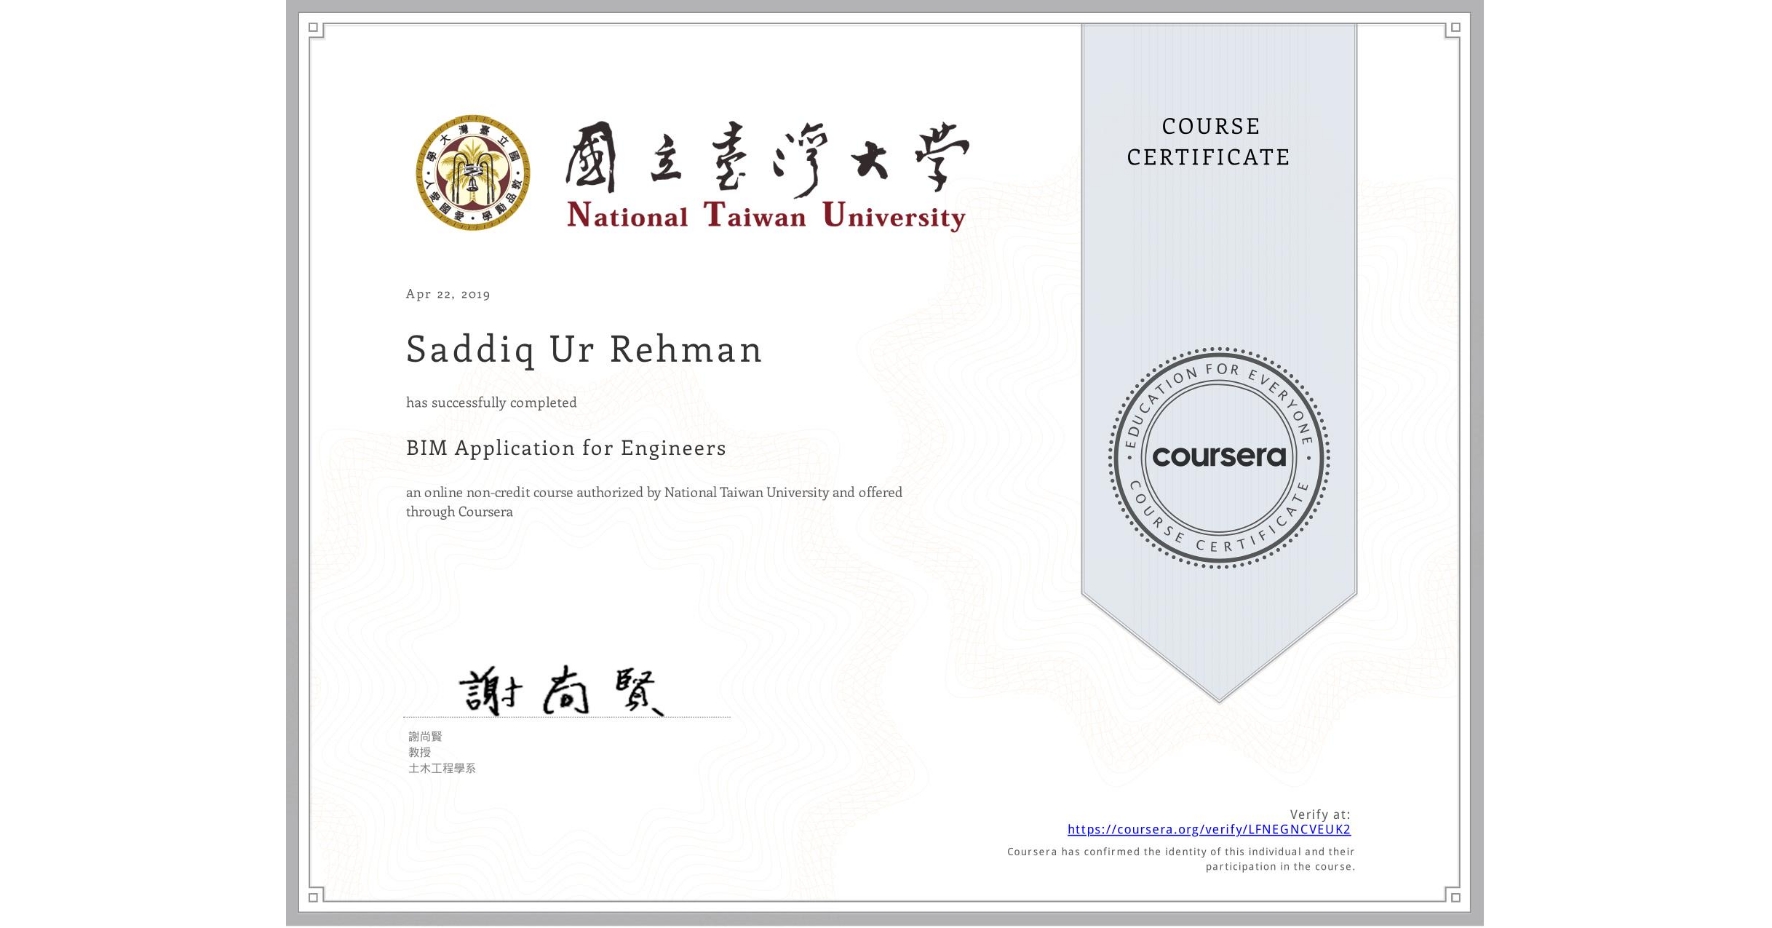 國立臺灣大學
National Taiwan University
COURSE
CERTIFICATE
Apr 22, 2019
Saddiq Ur Rehman
has successfully completed
BIM Application for Engineers
an online non-credit course authorized by National Taiwan University and offered
through Coursera
EDUCATION FOR EVERYONE
coursera
COURSE CERTIFICATE
謝尚賢
謝尚賢
教授
土木工程學系
Verify at:
https://coursera.org/verify/LFNEGNCVEUK2
Coursera has confirmed the identity of this individual and their
participation in the course.